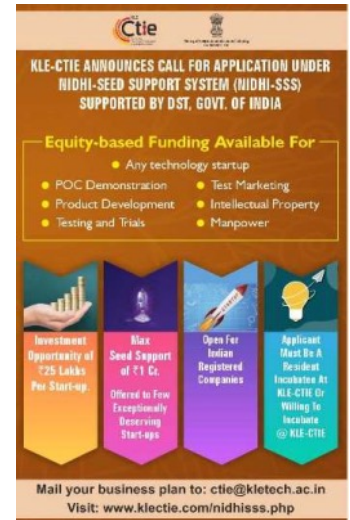 Ctie
KLE-CTIE ANNOUNCES CALL FOR APPLICATION UNDER
NIDHI-SEED SUPPORT SYSTEM (NIDHI-SSS)
SUPPORTED BY DST, GOVT. OF INDIA
Equity-based Funding Available For
Any technology startup
POC Demonstration
Test Marketing
Product Development
Intellectual Property
Testing and Trials
Manpower
Investment
Opportunity of
₹25 Lakhs
Per Start-up.
Max
Seed Support
of ₹1 Cr.
Offered to Few
Exceptionally
Deserving
Start-ups
STARTUP
Open For
Indian
Registered
Companies
Applicant
Must Be A
Resident
Incubatee At
KLE-CTIE Or
Willing To
Incubate
@ KLE-CTIE
Mail your business plan to: ctie@kletech.ac.in
Visit: www.klectie.com/nidhisss.php